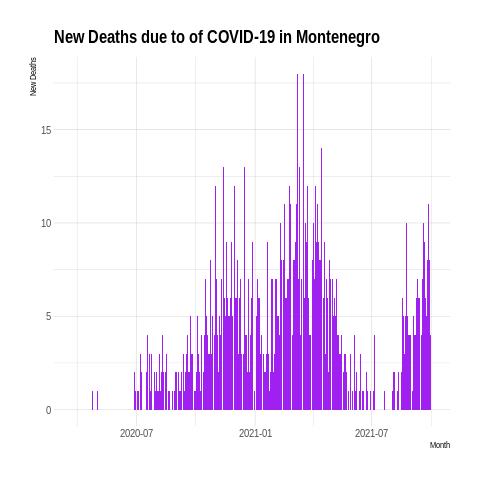 New Deaths due to of COVID-19 in Montenegro
New Deaths
15
10
5
0
2020-07 2021-01 2021-07
Month